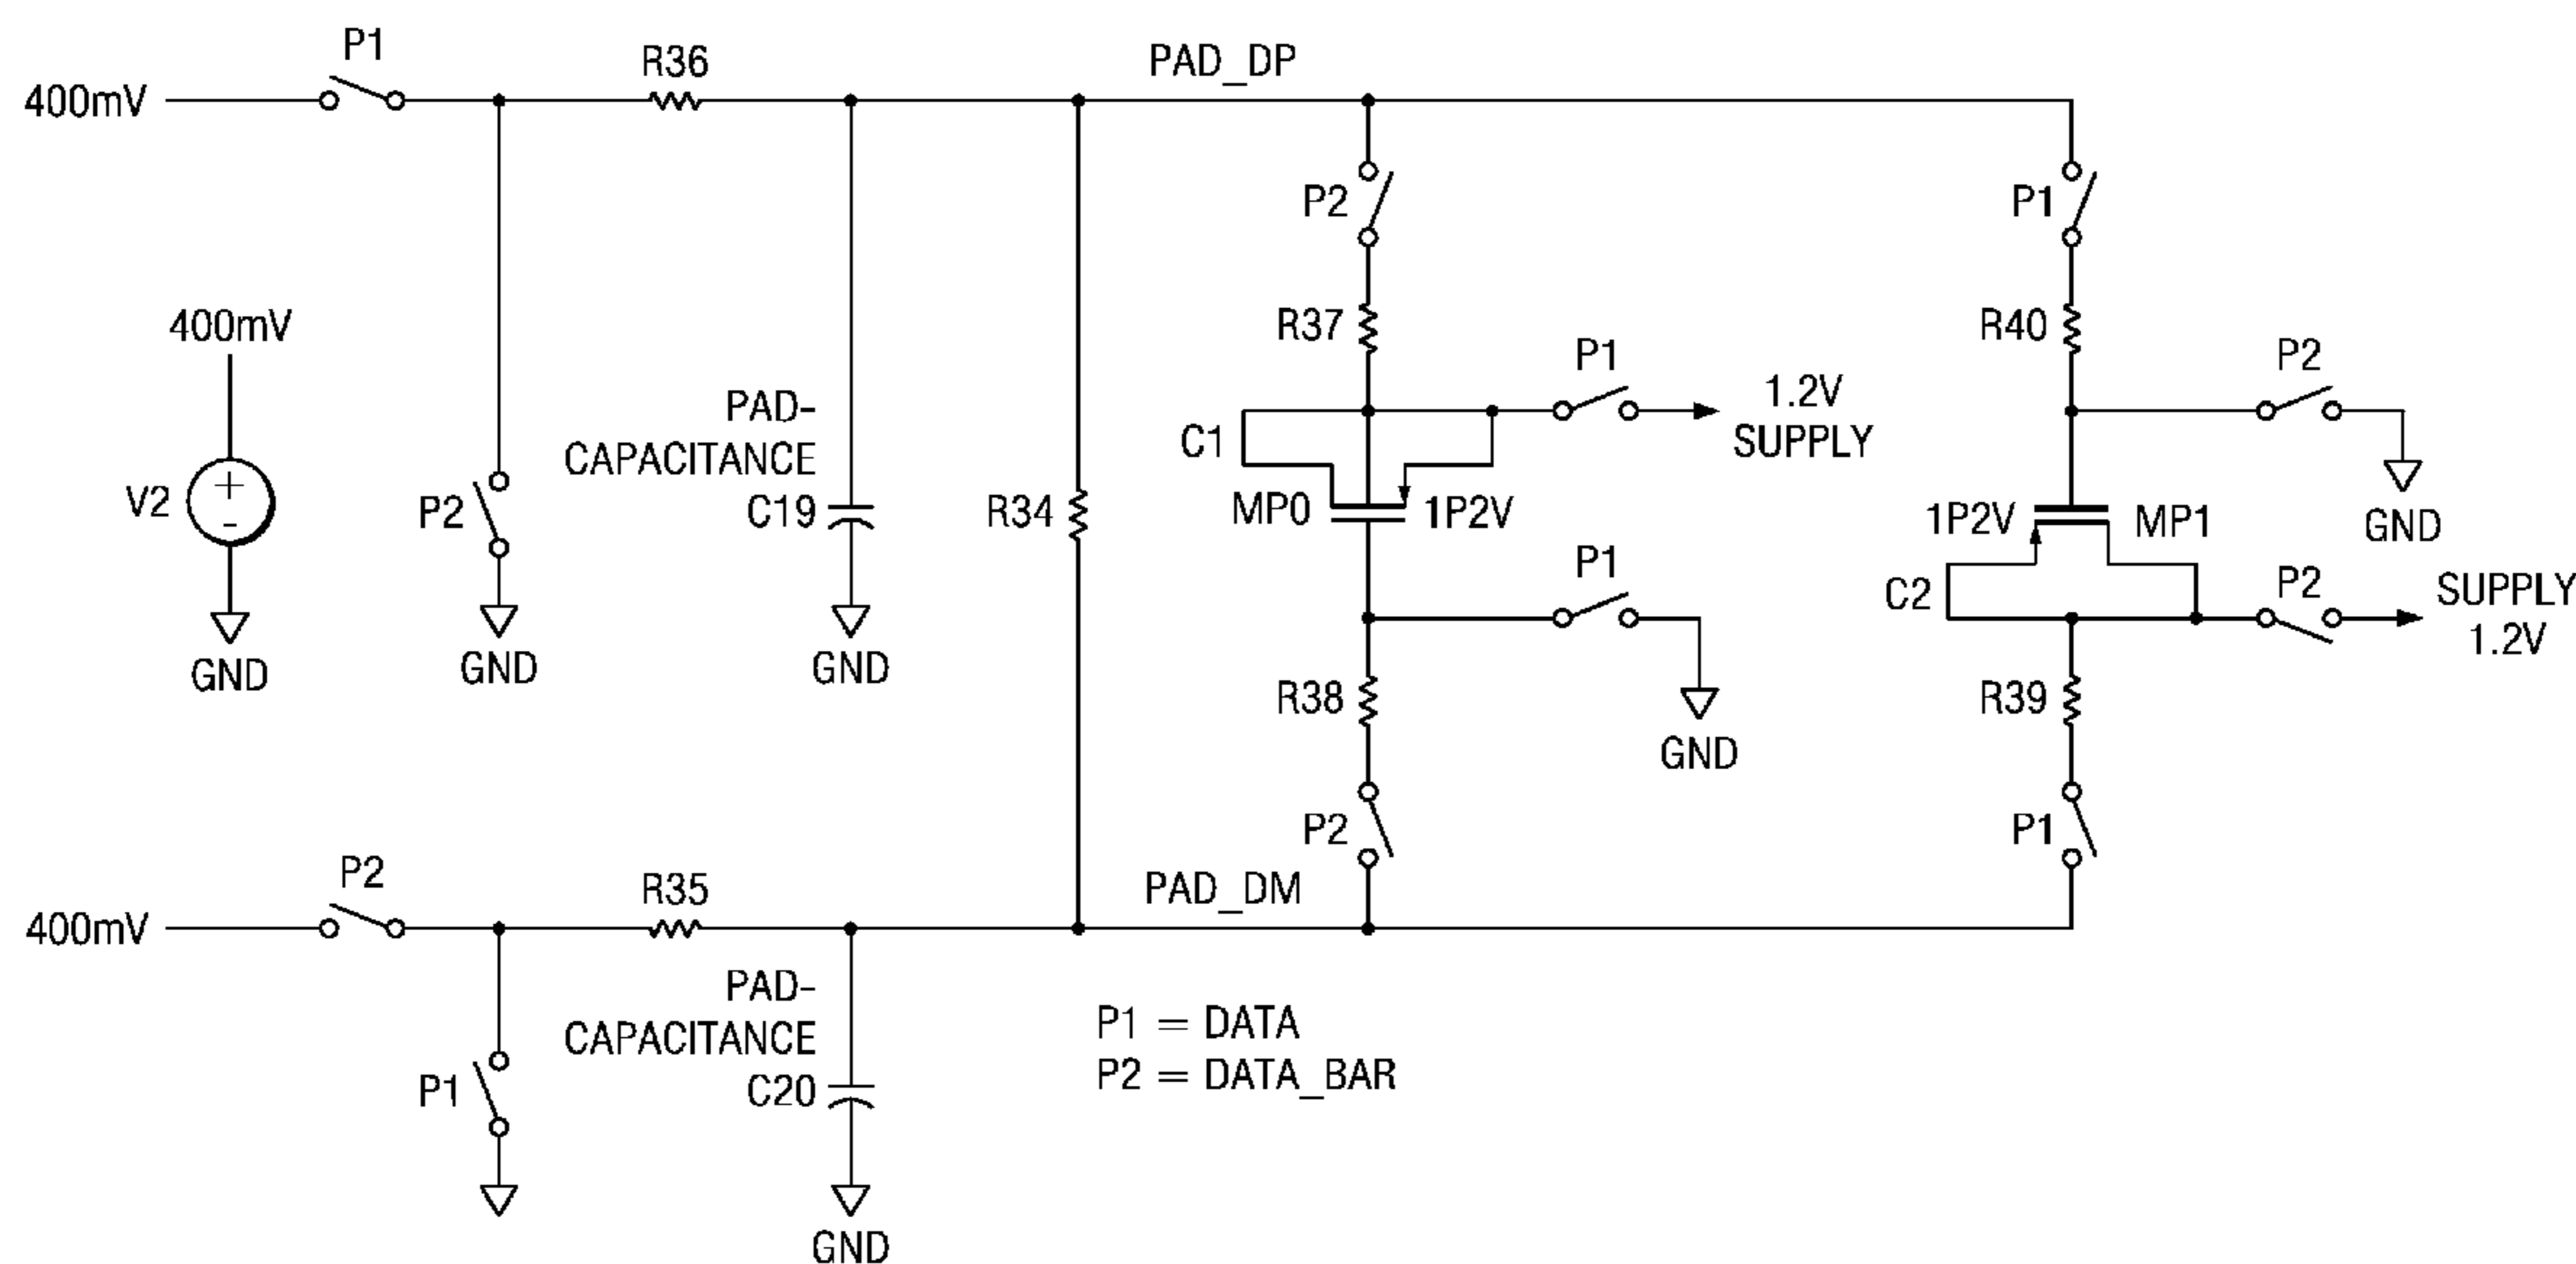 P1
R36
PAD_DP
400mV
P2
P1
400mV
R37
R40
P1
P2
PAD-
CAPACITANCE
C19
1.2V
SUPPLY
C1
V2
P2
R34
MP0
1P2V
1P2V
MP1
GND
P1
C2
P2
SUPPLY
1.2V
GND
GND
GND
R38
R39
GND
P2
P1
P2
R35
PAD_DM
400mV
PAD-
CAPACITANCE
C20
P1
P1 = DATA
P2 = DATA_BAR
GND